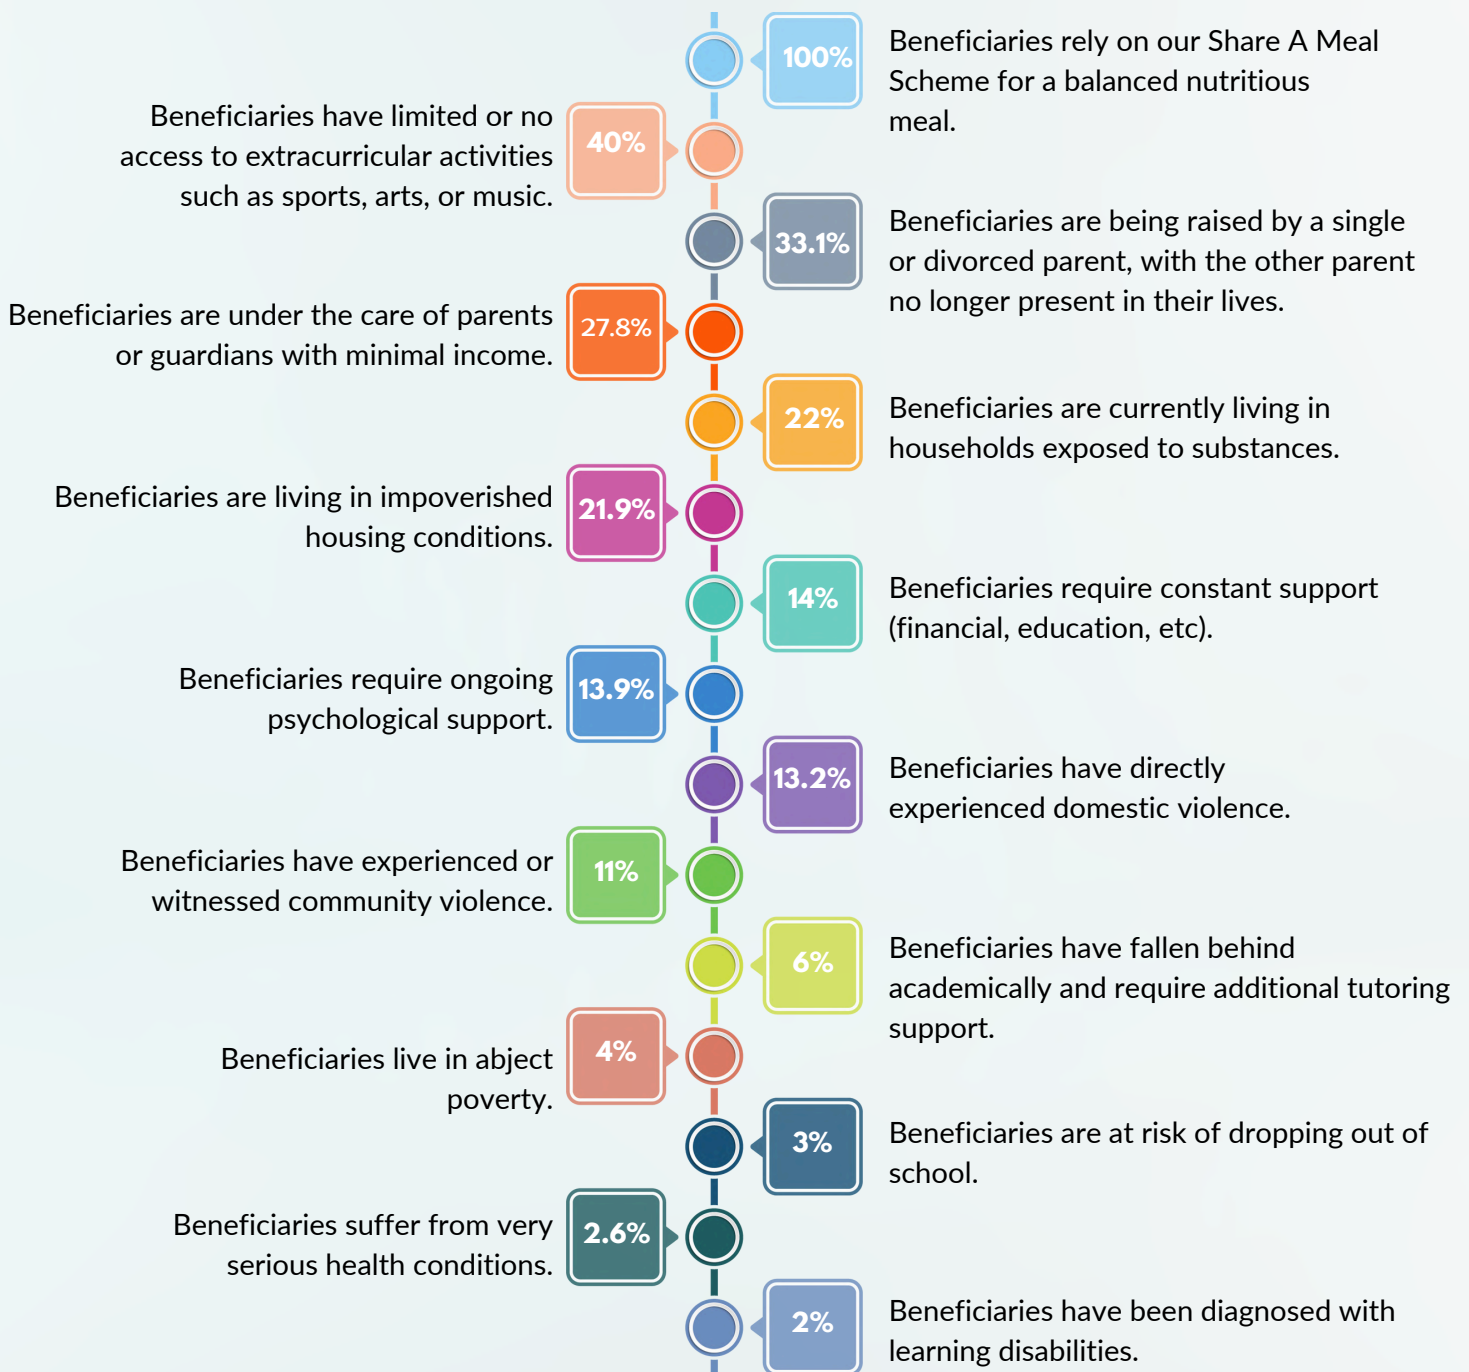 100%
Beneficiaries rely on our Share A Meal
Scheme for a balanced nutritious
meal.
Beneficiaries have limited or no
access to extracurricular activities
such as sports, arts, or music.
40%
33.1%
Beneficiaries are being raised by a single
or divorced parent, with the other parent
no longer present in their lives.
Beneficiaries are under the care of parents
or guardians with minimal income.
27.8%
22%
Beneficiaries are currently living in
households exposed to substances.
Beneficiaries are living in impoverished
housing conditions.
21.9%
14%
Beneficiaries require constant support
(financial, education, etc).
Beneficiaries require ongoing
psychological support.
13.9%
13.2%
Beneficiaries have directly
experienced domestic violence.
Beneficiaries have experienced or
witnessed community violence.
11%
6%
Beneficiaries have fallen behind
academically and require additional tutoring
support.
Beneficiaries live in abject
poverty.
4%
3%
Beneficiaries are at risk of dropping out of
school.
Beneficiaries suffer from very
serious health conditions.
2.6%
2%
Beneficiaries have been diagnosed with
learning disabilities.